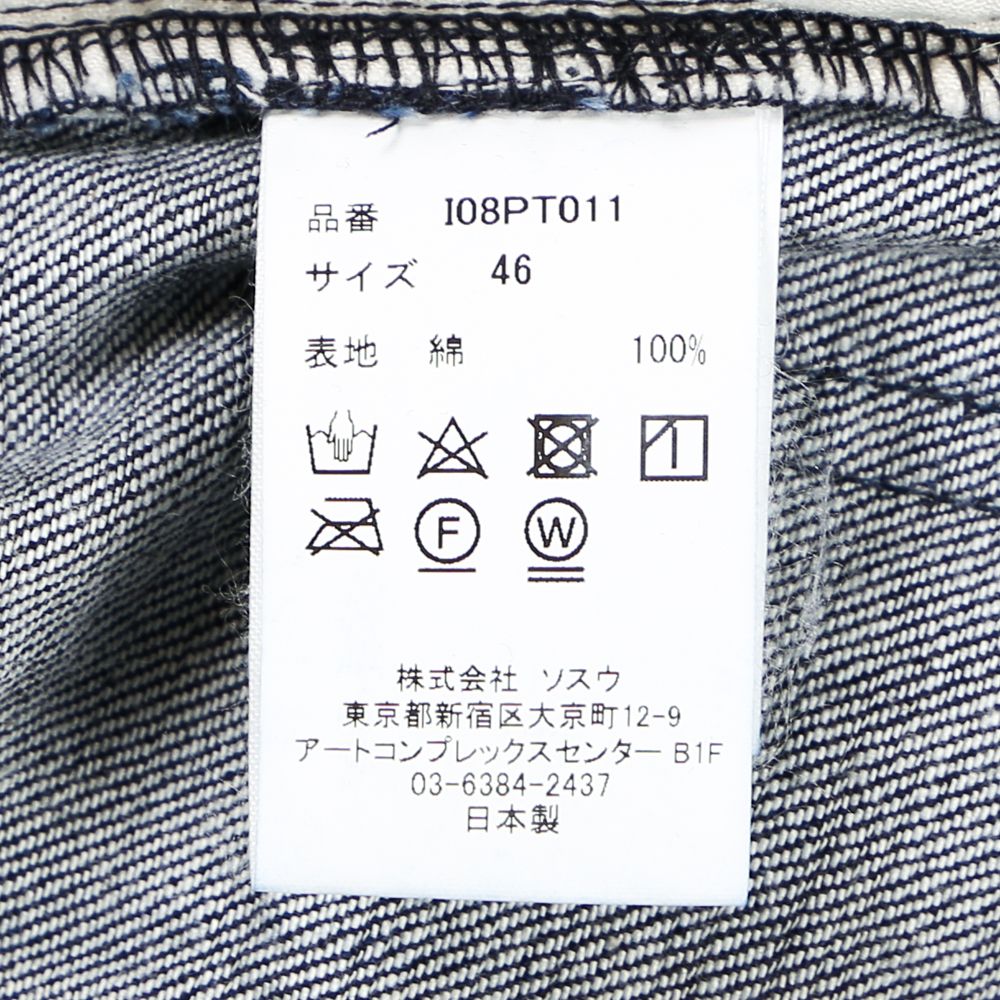 品番 I08PT011
サイズ 46
表地 綿 100%
F W
株式会社 ソスウ
東京都新宿区大京町12-9
アートコンプレックスセンター B1F
03-6384-2437
日本製